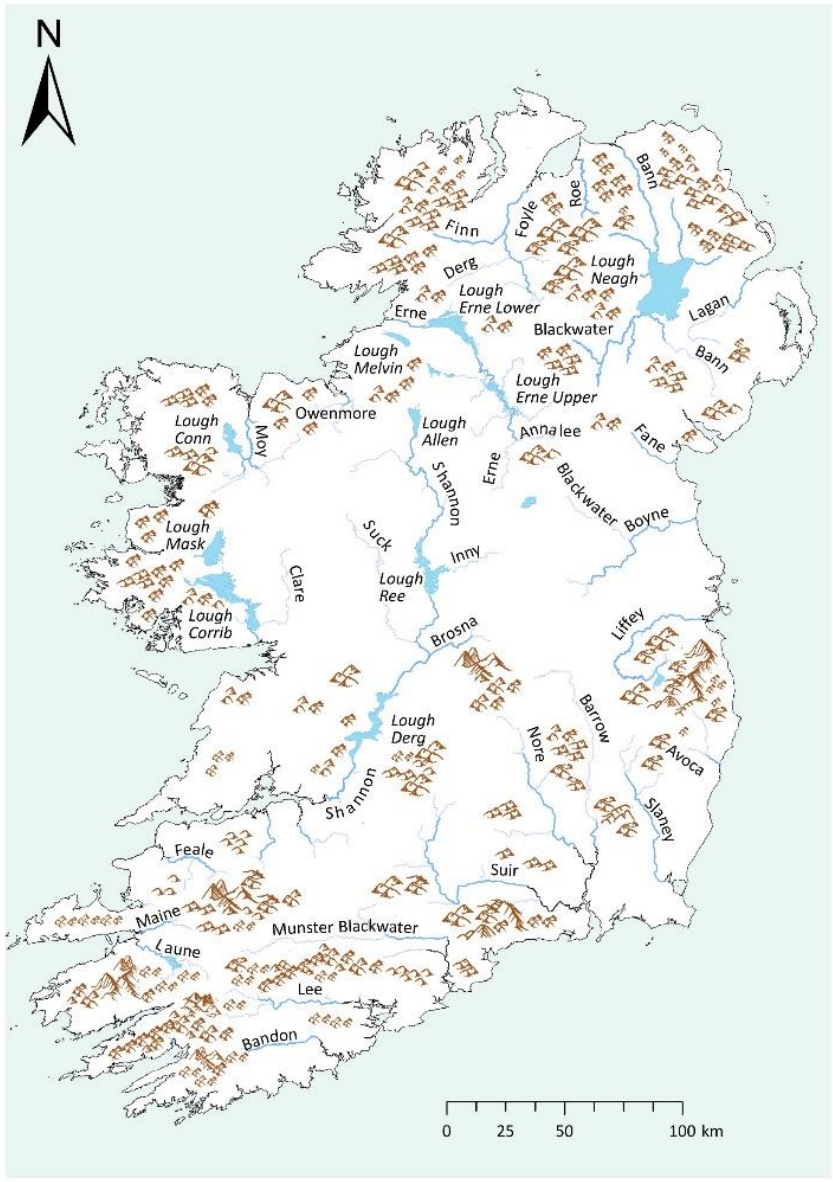 N
Bann
Roe
Foyle
Finn
Lough
Neagh
Derg
Lough
Erne Lower
Lagan
Erne
Blackwater
Lough
Melvin
Bann
Lough
Erne Upper
Owenmore
Lough
Conn
Moy
Lough
Allen
Annalee
Fane
Erne
Shannon
Blackwater
Boyne
Lough
Mask
Suck
Inny
Clare
Lough
Ree
Lough
Corrib
Liffey
Brosna
Barrow
Lough
Derg
Nore
Avoca
Shannon
Slaney
Feale
Suir
Maine
Munster Blackwater
Laune
Lee
Bandon
0 25 50 100 km